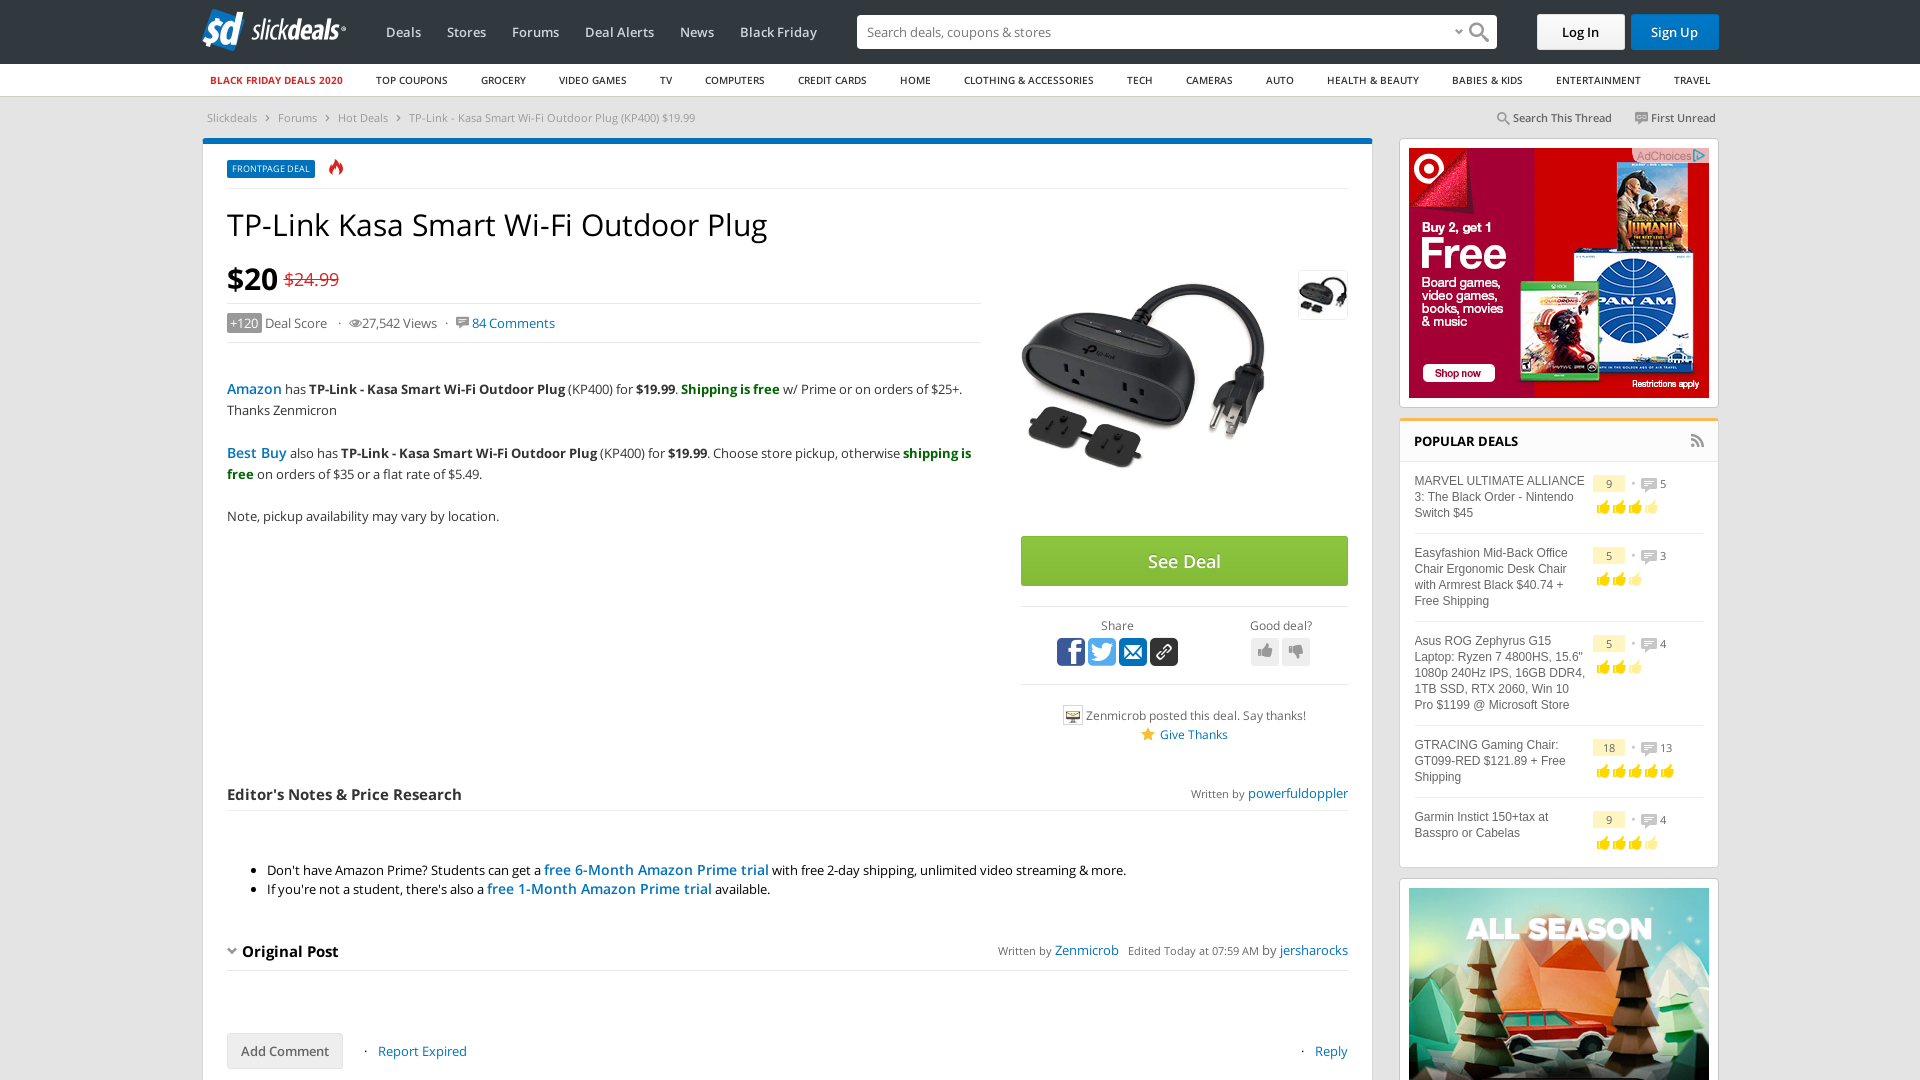 slickdeals
Deals
Stores
Forums
Deal Alerts
News
Black Friday
Search deals, coupons & stores
Log In
Sign Up
BLACK FRIDAY DEALS 2020
TOP COUPONS
GROCERY
VIDEO GAMES
TV
COMPUTERS
CREDIT CARDS
HOME
CLOTHING & ACCESSORIES
TECH
CAMERAS
AUTO
HEALTH & BEAUTY
BABIES & KIDS
ENTERTAINMENT
TRAVEL
Slickdeals › Forums › Hot Deals › TP-Link - Kasa Smart Wi-Fi Outdoor Plug (KP400) $19.99
Search This Thread
First Unread
FRONTPAGE DEAL
TP-Link Kasa Smart Wi-Fi Outdoor Plug
$20 $24.99
+120 Deal Score · 27,542 Views · 84 Comments
Amazon has TP-Link - Kasa Smart Wi-Fi Outdoor Plug (KP400) for $19.99. Shipping is free w/ Prime or on orders of $25+.
Thanks Zenmicron
Best Buy also has TP-Link - Kasa Smart Wi-Fi Outdoor Plug (KP400) for $19.99. Choose store pickup, otherwise shipping is
free on orders of $35 or a flat rate of $5.49.
Note, pickup availability may vary by location.
See Deal
Share
Good deal?
Zenmicrob posted this deal. Say thanks!
Give Thanks
Editor's Notes & Price Research
Written by powerfuldoppler
Don't have Amazon Prime? Students can get a free 6-Month Amazon Prime trial with free 2-day shipping, unlimited video streaming & more.
If you're not a student, there's also a free 1-Month Amazon Prime trial available.
Original Post
Written by Zenmicrob Edited Today at 07:59 AM by jersharocks
Add Comment
· Report Expired
· Reply
AdChoices
Buy 2, get 1
Free
Board games,
video games,
books, movies
& music
Shop now
JUMANJI
PAN AM
SQUADRONS
Restrictions apply
POPULAR DEALS
MARVEL ULTIMATE ALLIANCE
3: The Black Order - Nintendo
Switch $45
9 · 5
Easyfashion Mid-Back Office
Chair Ergonomic Desk Chair
with Armrest Black $40.74 +
Free Shipping
5 · 3
Asus ROG Zephyrus G15
Laptop: Ryzen 7 4800HS, 15.6"
1080p 240Hz IPS, 16GB DDR4,
1TB SSD, RTX 2060, Win 10
Pro $1199 @ Microsoft Store
5 · 4
GTRACING Gaming Chair:
GT099-RED $121.89 + Free
Shipping
18 · 13
Garmin Instict 150+tax at
Basspro or Cabelas
9 · 4
ALL SEASON